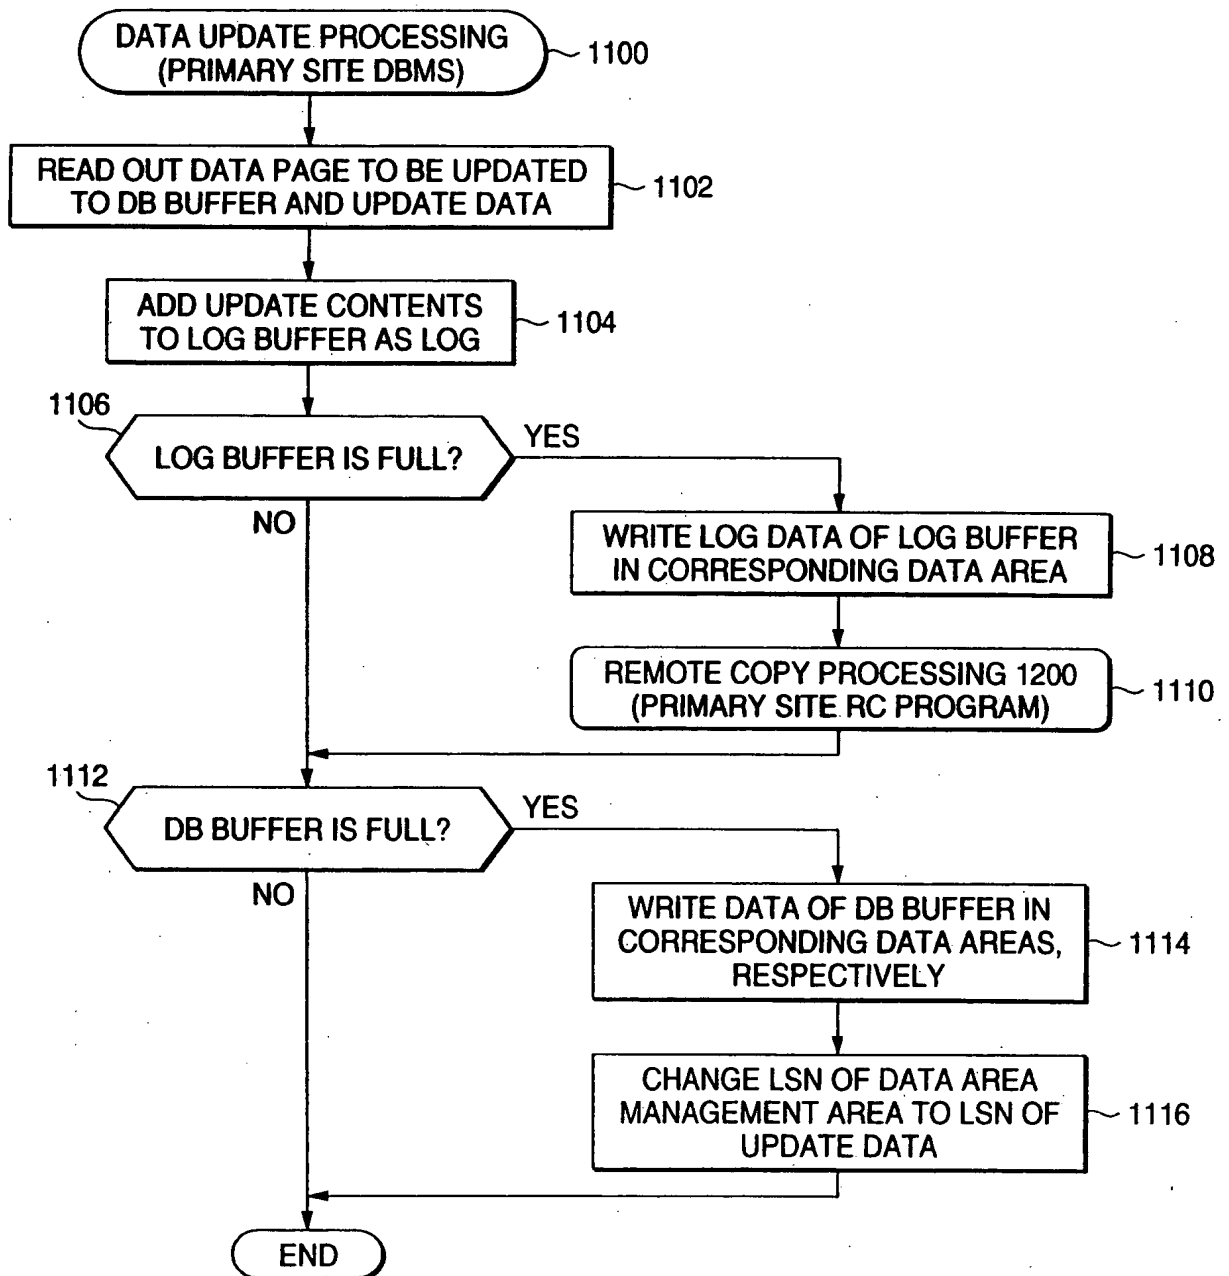 DATA UPDATE PROCESSING
(PRIMARY SITE DBMS)
1100
READ OUT DATA PAGE TO BE UPDATED
TO DB BUFFER AND UPDATE DATA
1102
ADD UPDATE CONTENTS
TO LOG BUFFER AS LOG
1104
1106
LOG BUFFER IS FULL?
YES
NO
WRITE LOG DATA OF LOG BUFFER
IN CORRESPONDING DATA AREA
1108
REMOTE COPY PROCESSING 1200
(PRIMARY SITE RC PROGRAM)
1110
1112
DB BUFFER IS FULL?
YES
NO
WRITE DATA OF DB BUFFER IN
CORRESPONDING DATA AREAS,
RESPECTIVELY
1114
CHANGE LSN OF DATA AREA
MANAGEMENT AREA TO LSN OF
UPDATE DATA
1116
END